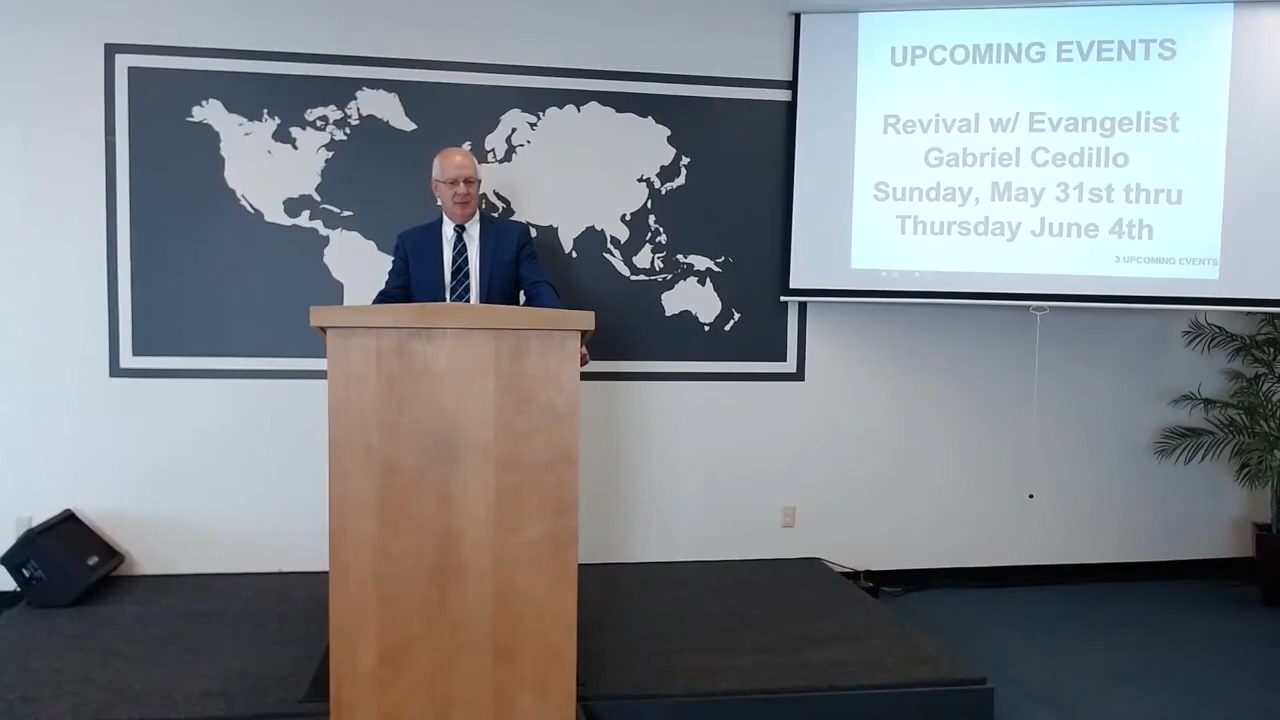 UPCOMING EVENTS
Revival w/ Evangelist
Gabriel Cedillo
Sunday, May 31st thru
Thursday June 4th
3 UPCOMING EVENTS